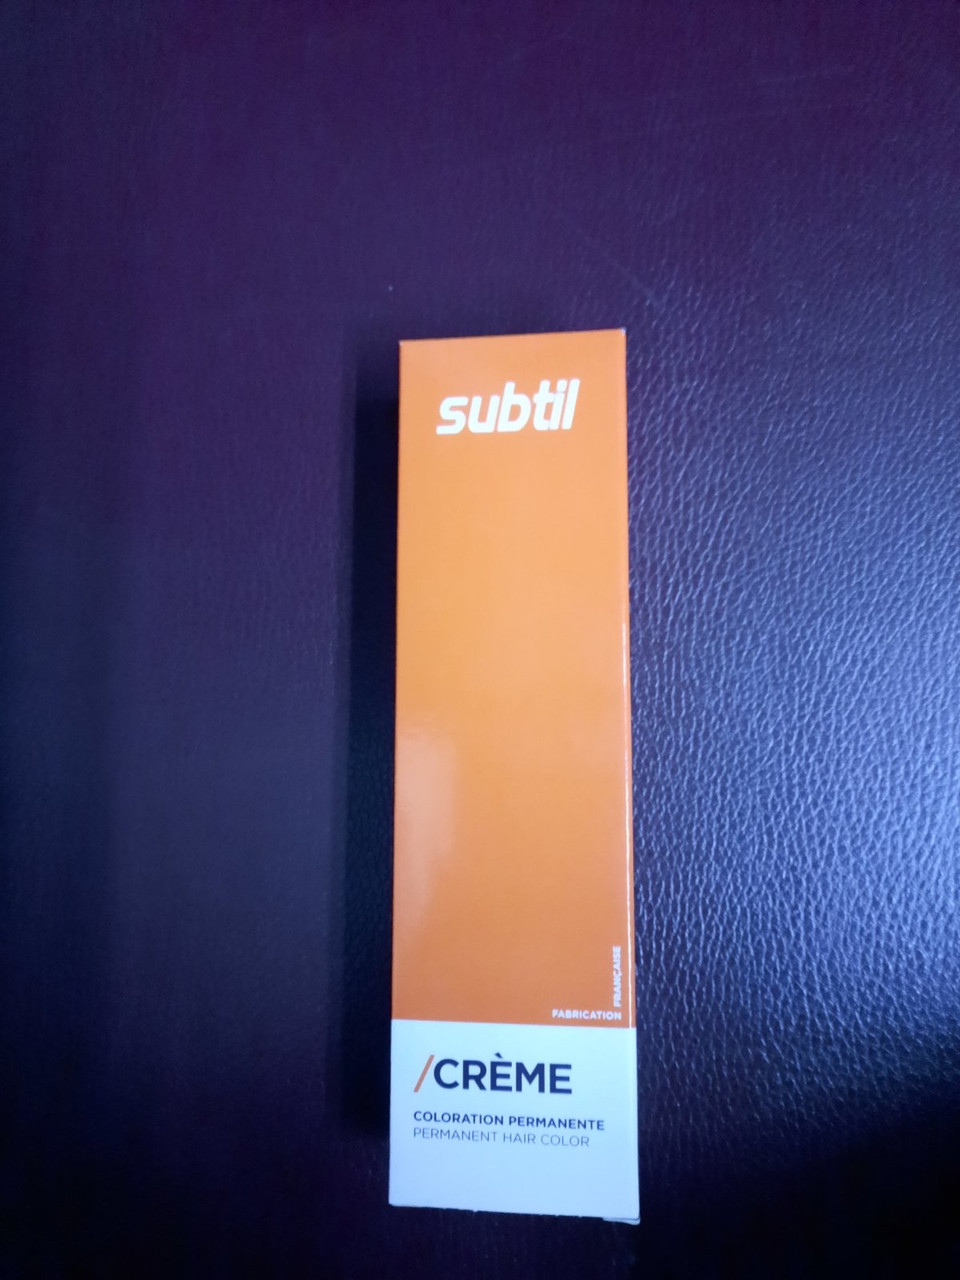 subtil
FABRICATION
FRANÇAISE
/CRÈME
COLORATION PERMANENTE
PERMANENT HAIR COLOR